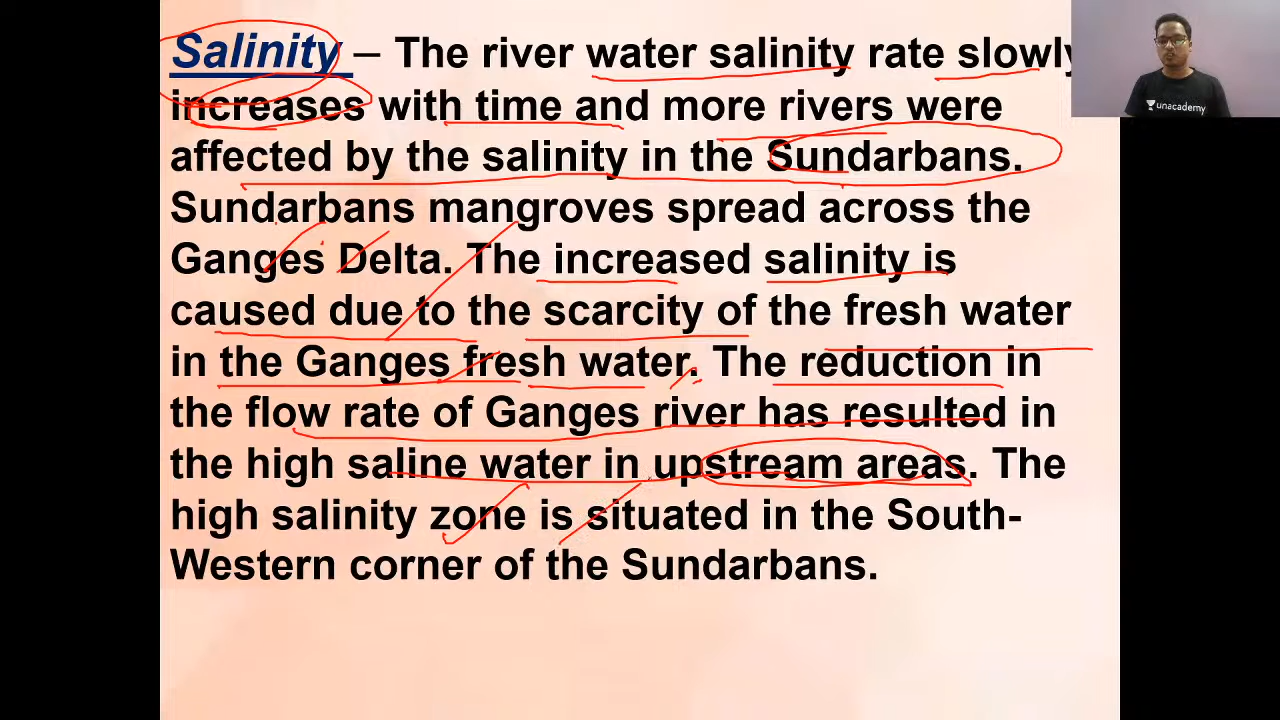 Salinity – The river water salinity rate slowly
increases with time and more rivers were
affected by the salinity in the Sundarbans.
Sundarbans mangroves spread across the
Ganges Delta. The increased salinity is
caused due to the scarcity of the fresh water
in the Ganges fresh water. The reduction in
the flow rate of Ganges river has resulted in
the high saline water in upstream areas. The
high salinity zone is situated in the South-
Western corner of the Sundarbans.
unacademy